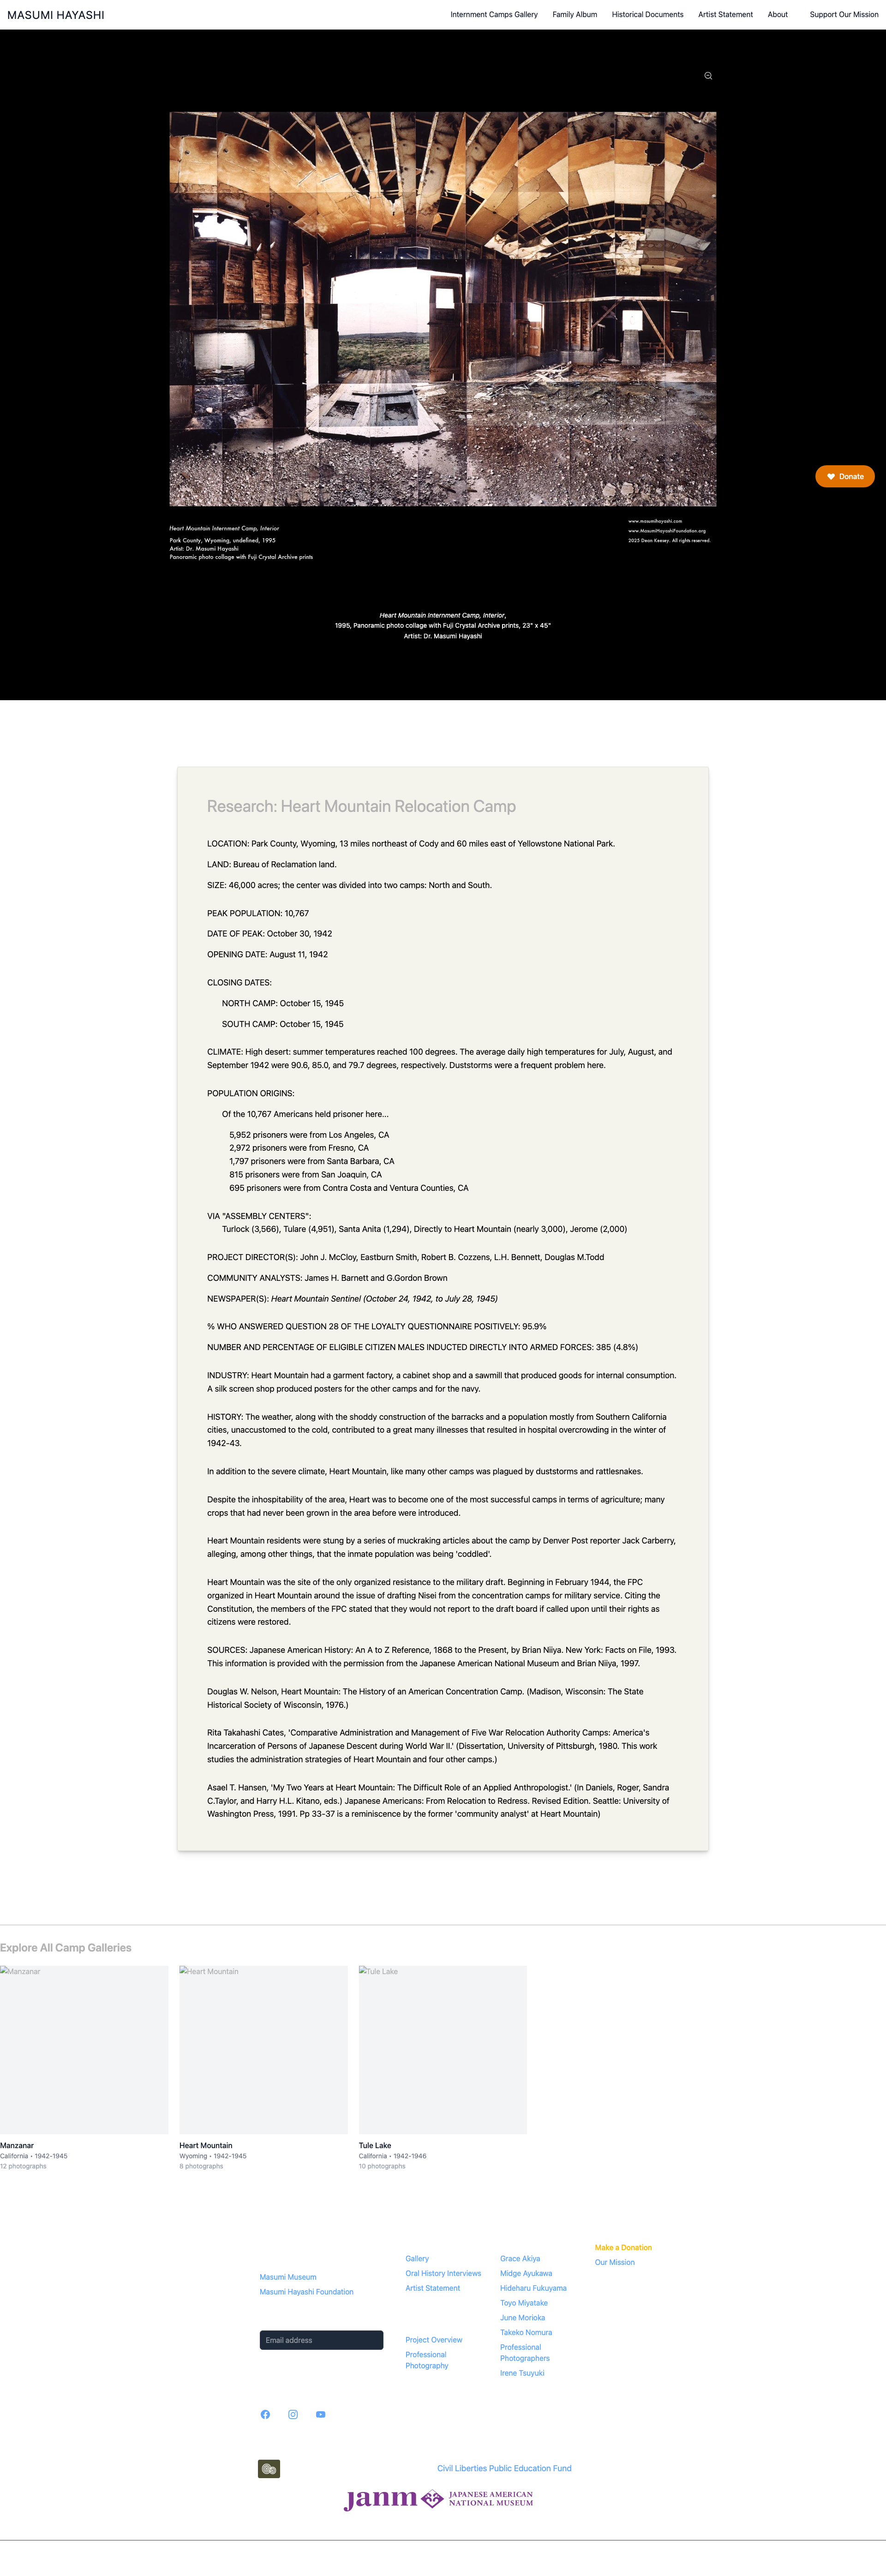 MASUMI HAYASHI
Internment Camps Gallery Family Album Historical Documents Artist Statement About Support Our Mission
Donate
Heart Mountain Internment Camp, Interior
Park County, Wyoming, undefined, 1995
Artist: Dr. Masumi Hayashi
Panoramic photo collage with Fuji Crystal Archive prints
www.masumihayashi.com
www.MasumiHayashiFoundation.org
2025 Dean Keesey. All rights reserved.
Heart Mountain Internment Camp, Interior,
1995, Panoramic photo collage with Fuji Crystal Archive prints, 23" x 45"
Artist: Dr. Masumi Hayashi
Research: Heart Mountain Relocation Camp
LOCATION: Park County, Wyoming, 13 miles northeast of Cody and 60 miles east of Yellowstone National Park.
LAND: Bureau of Reclamation land.
SIZE: 46,000 acres; the center was divided into two camps: North and South.
PEAK POPULATION: 10,767
DATE OF PEAK: October 30, 1942
OPENING DATE: August 11, 1942
CLOSING DATES:
NORTH CAMP: October 15, 1945
SOUTH CAMP: October 15, 1945
CLIMATE: High desert: summer temperatures reached 100 degrees. The average daily high temperatures for July, August, and
September 1942 were 90.6, 85.0, and 79.7 degrees, respectively. Duststorms were a frequent problem here.
POPULATION ORIGINS:
Of the 10,767 Americans held prisoner here...
5,952 prisoners were from Los Angeles, CA
2,972 prisoners were from Fresno, CA
1,797 prisoners were from Santa Barbara, CA
815 prisoners were from San Joaquin, CA
695 prisoners were from Contra Costa and Ventura Counties, CA
VIA "ASSEMBLY CENTERS":
Turlock (3,566), Tulare (4,951), Santa Anita (1,294), Directly to Heart Mountain (nearly 3,000), Jerome (2,000)
PROJECT DIRECTOR(S): John J. McCloy, Eastburn Smith, Robert B. Cozzens, L.H. Bennett, Douglas M.Todd
COMMUNITY ANALYSTS: James H. Barnett and G.Gordon Brown
NEWSPAPER(S): Heart Mountain Sentinel (October 24, 1942, to July 28, 1945)
% WHO ANSWERED QUESTION 28 OF THE LOYALTY QUESTIONNAIRE POSITIVELY: 95.9%
NUMBER AND PERCENTAGE OF ELIGIBLE CITIZEN MALES INDUCTED DIRECTLY INTO ARMED FORCES: 385 (4.8%)
INDUSTRY: Heart Mountain had a garment factory, a cabinet shop and a sawmill that produced goods for internal consumption.
A silk screen shop produced posters for the other camps and for the navy.
HISTORY: The weather, along with the shoddy construction of the barracks and a population mostly from Southern California
cities, unaccustomed to the cold, contributed to a great many illnesses that resulted in hospital overcrowding in the winter of
1942-43.
In addition to the severe climate, Heart Mountain, like many other camps was plagued by duststorms and rattlesnakes.
Despite the inhospitability of the area, Heart was to become one of the most successful camps in terms of agriculture; many
crops that had never been grown in the area before were introduced.
Heart Mountain residents were stung by a series of muckraking articles about the camp by Denver Post reporter Jack Carberry,
alleging, among other things, that the inmate population was being 'coddled'.
Heart Mountain was the site of the only organized resistance to the military draft. Beginning in February 1944, the FPC
organized in Heart Mountain around the issue of drafting Nisei from the concentration camps for military service. Citing the
Constitution, the members of the FPC stated that they would not report to the draft board if called upon until their rights as
citizens were restored.
SOURCES: Japanese American History: An A to Z Reference, 1868 to the Present, by Brian Niiya. New York: Facts on File, 1993.
This information is provided with the permission from the Japanese American National Museum and Brian Niiya, 1997.
Douglas W. Nelson, Heart Mountain: The History of an American Concentration Camp. (Madison, Wisconsin: The State
Historical Society of Wisconsin, 1976.)
Rita Takahashi Cates, 'Comparative Administration and Management of Five War Relocation Authority Camps: America's
Incarceration of Persons of Japanese Descent during World War II.' (Dissertation, University of Pittsburgh, 1980. This work
studies the administration strategies of Heart Mountain and four other camps.)
Asael T. Hansen, 'My Two Years at Heart Mountain: The Difficult Role of an Applied Anthropologist.' (In Daniels, Roger, Sandra
C.Taylor, and Harry H.L. Kitano, eds.) Japanese Americans: From Relocation to Redress. Revised Edition. Seattle: University of
Washington Press, 1991. Pp 33-37 is a reminiscence by the former 'community analyst' at Heart Mountain)
Explore All Camp Galleries
Manzanar
Heart Mountain
Tule Lake
Manzanar
California • 1942-1945
12 photographs
Heart Mountain
Wyoming • 1942-1945
8 photographs
Tule Lake
California • 1942-1946
10 photographs
Masumi Museum
Masumi Hayashi Foundation
Email address
Gallery
Oral History Interviews
Artist Statement
Project Overview
Professional
Photography
Grace Akiya
Midge Ayukawa
Hideharu Fukuyama
Toyo Miyatake
June Morioka
Takeko Nomura
Professional
Photographers
Irene Tsuyuki
Make a Donation
Our Mission
Civil Liberties Public Education Fund
janm JAPANESE AMERICAN
NATIONAL MUSEUM